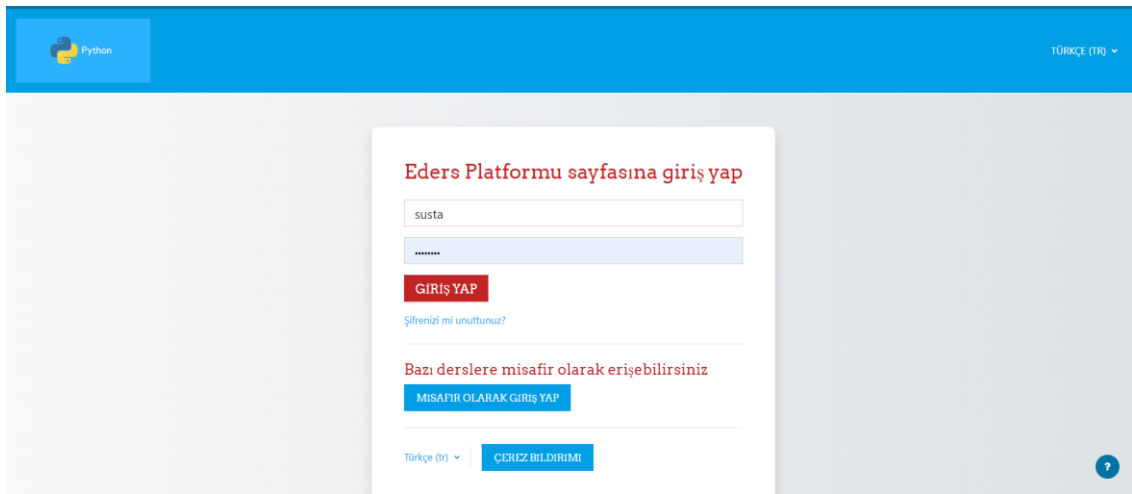 Python
TÜRKÇE (TR)
Eders Platformu sayfasına giriş yap
susta
••••••••
GİRİŞ YAP
Şifrenizi mi unuttunuz?
Bazı derslere misafir olarak erişebilirsiniz
MISAFIR OLARAK GIRIŞ YAP
Türkçe (tr) ÇEREZ BILDIRIMI
?